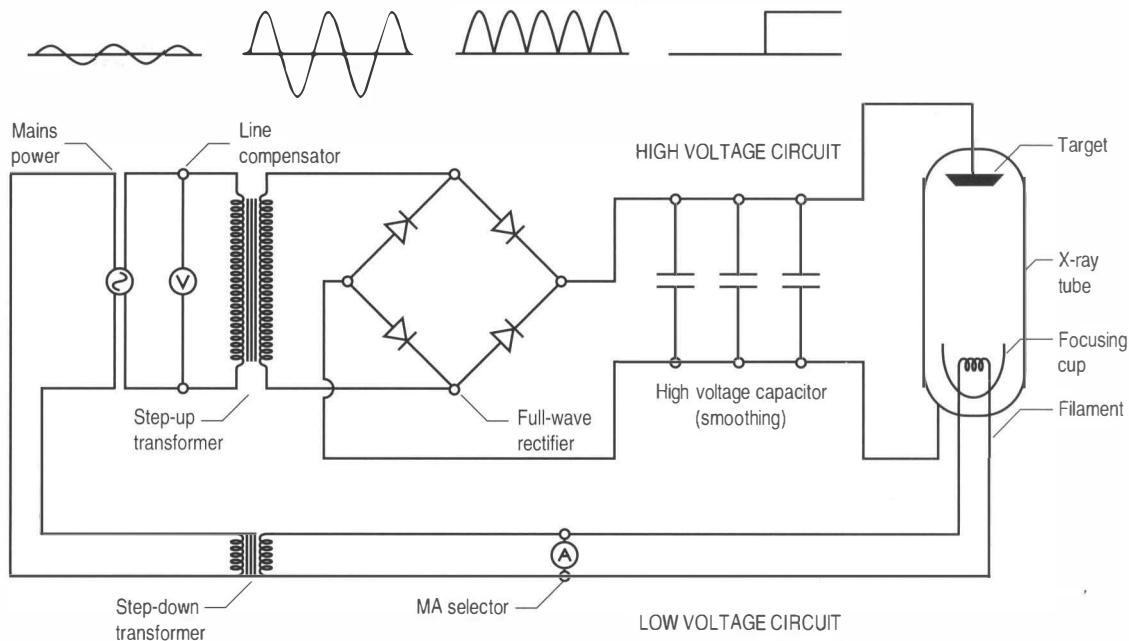 Mains
power
Line
compensator
HIGH VOLTAGE CIRCUIT
Target
V
X-ray
tube
Focusing
cup
Step-up
transformer
Full-wave
rectifier
High voltage capacitor
(smoothing)
Filament
A
Step-down
transformer
MA selector
LOW VOLTAGE CIRCUIT